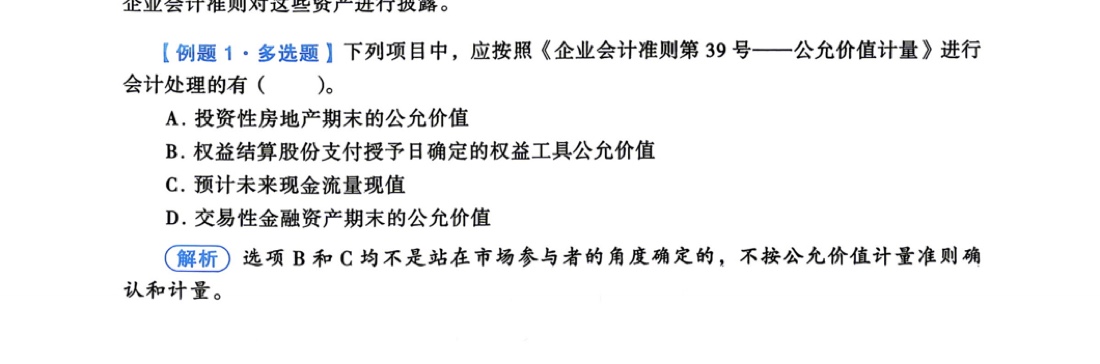 企业会计准则对这些资产进行披露。
【例题1·多选题】下列项目中，应按照《企业会计准则第39号——公允价值计量》进行
会计处理的有（　　）。
A. 投资性房地产期末的公允价值
B. 权益结算股份支付授予日确定的权益工具公允价值
C. 预计未来现金流量现值
D. 交易性金融资产期末的公允价值
解析 选项B和C均不是站在市场参与者的角度确定的，不按公允价值计量准则确
认和计量。